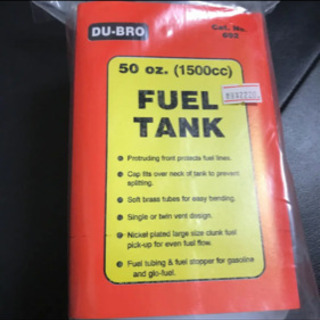 DU-BRO
Cat. No.
50 oz. (1500cc)
FUEL
TANK
Protruding front protects fuel lines.
Cap fits over neck of tank to prevent
splitting.
Soft brass tubes for easy bending.
Single or twin vent design.
Nickel plated large size clunk fuel
pick-up for even fuel flow.
Fuel tubing & fuel stopper for gasoline
and glo-fuel.